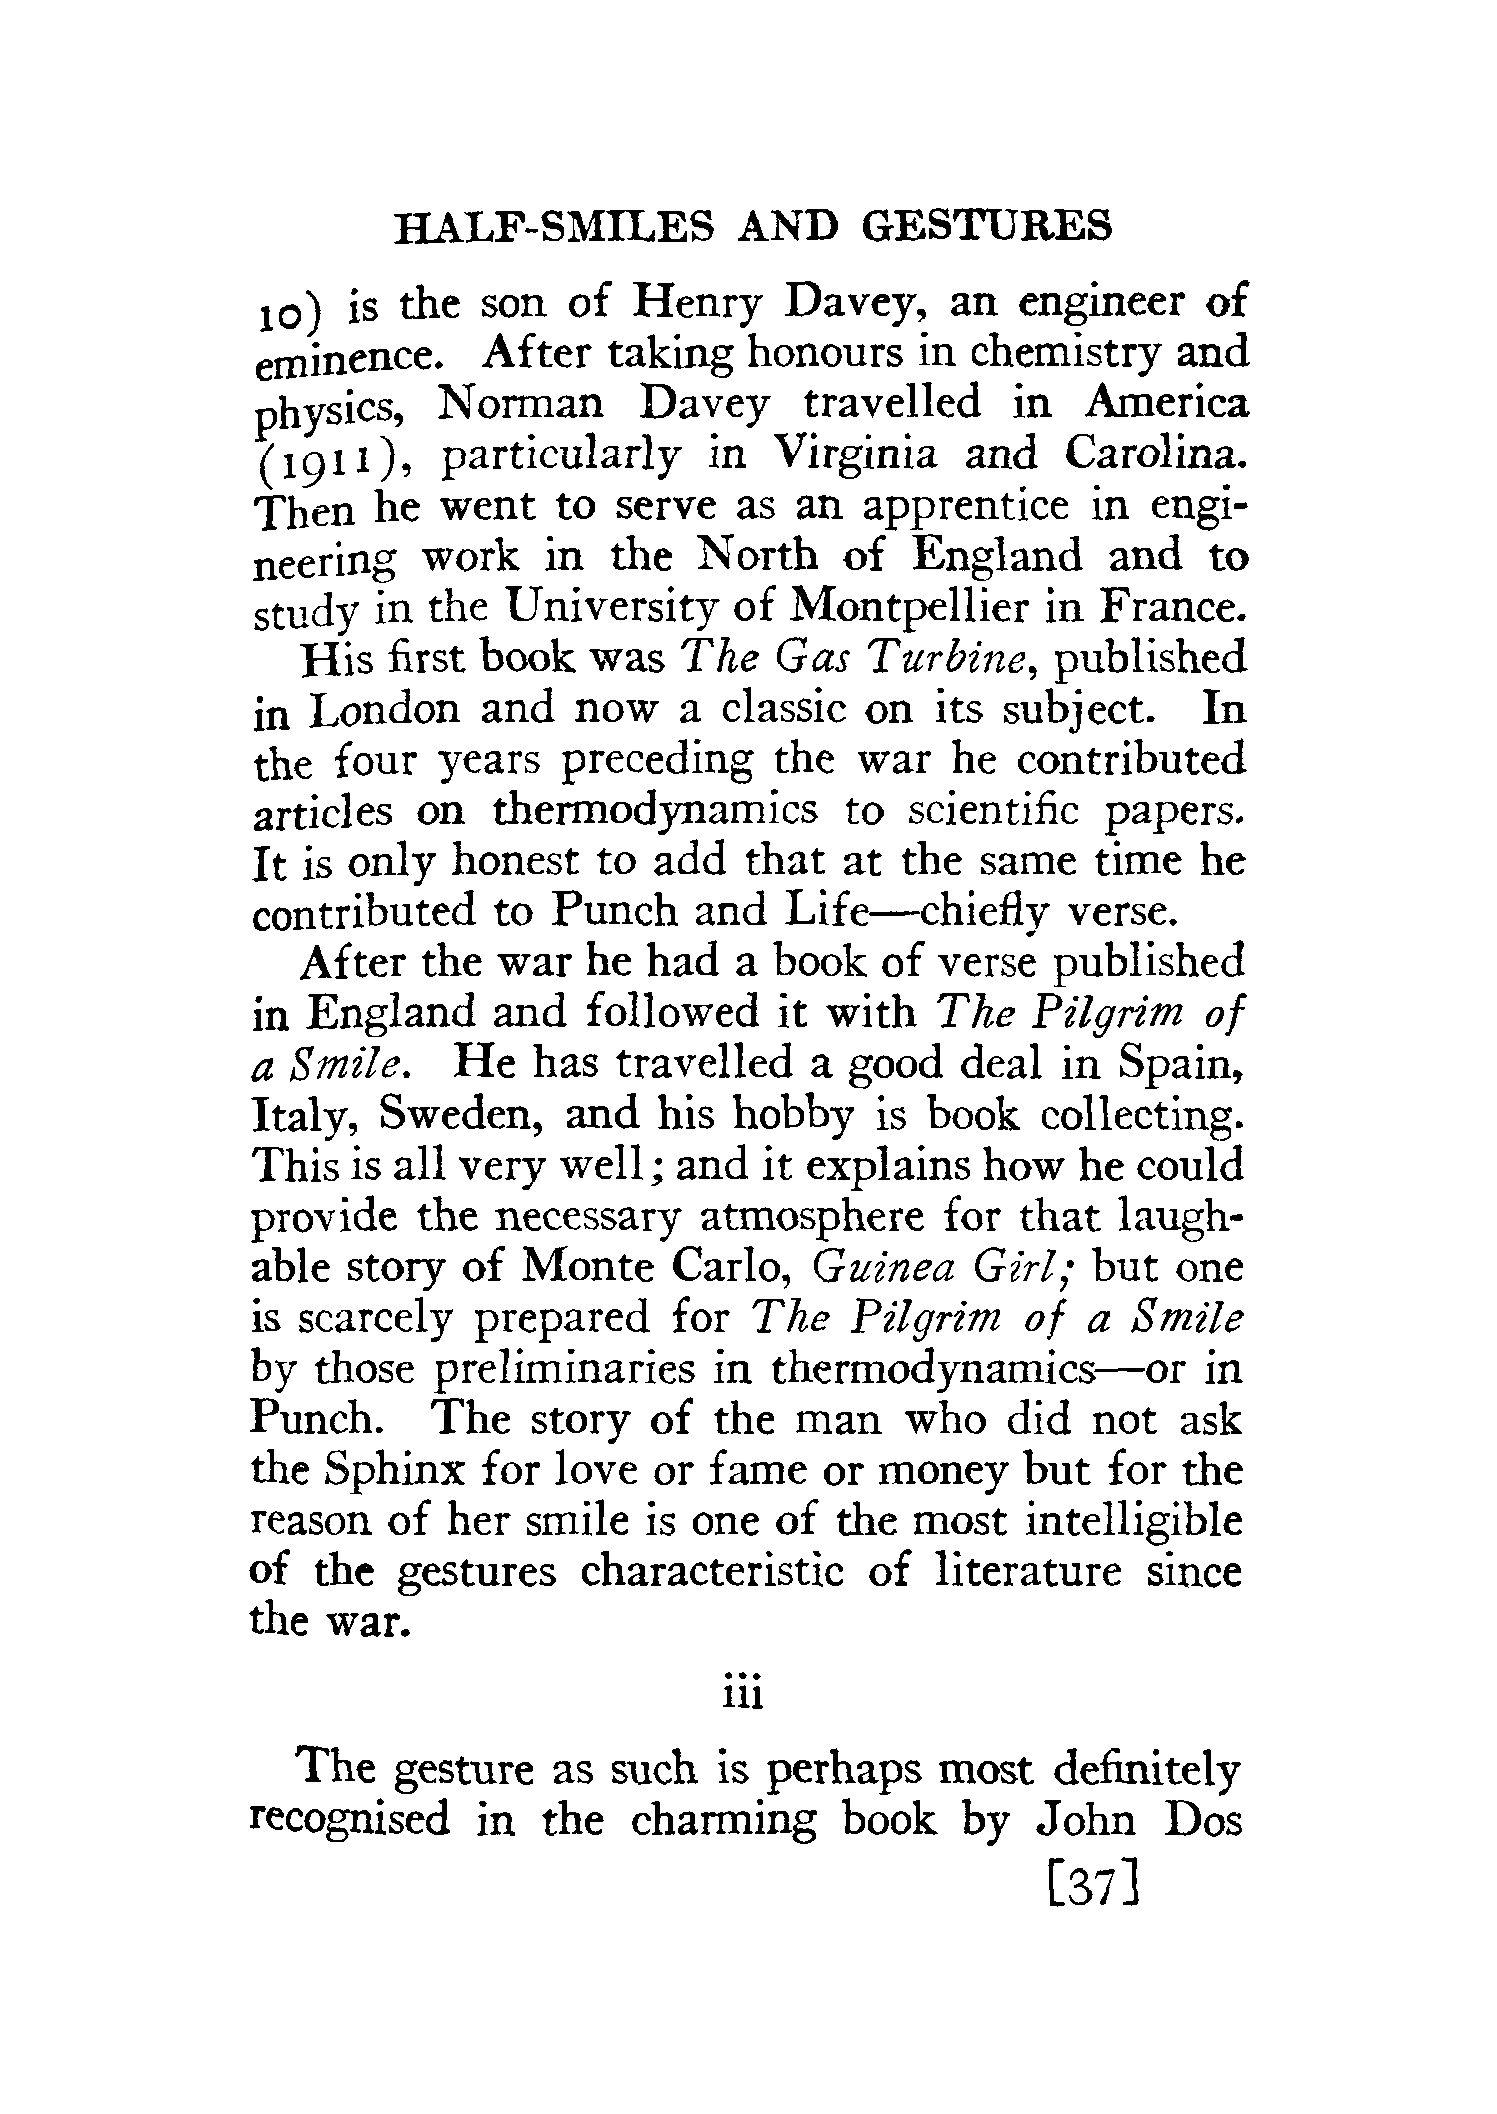 HALF-SMILES AND GESTURES
10) is the son of Henry Davey, an engineer of
eminence. After taking honours in chemistry and
physics, Norman Davey travelled in America
(1911), particularly in Virginia and Carolina.
Then he went to serve as an apprentice in engi-
neering work in the North of England and to
study in the University of Montpellier in France.
His first book was The Gas Turbine, published
in London and now a classic on its subject. In
the four years preceding the war he contributed
articles on thermodynamics to scientific papers.
It is only honest to add that at the same time he
contributed to Punch and Life—chiefly verse.
After the war he had a book of verse published
in England and followed it with The Pilgrim of
a Smile. He has travelled a good deal in Spain,
Italy, Sweden, and his hobby is book collecting.
This is all very well; and it explains how he could
provide the necessary atmosphere for that laugh-
able story of Monte Carlo, Guinea Girl; but one
is scarcely prepared for The Pilgrim of a Smile
by those preliminaries in thermodynamics—or in
Punch. The story of the man who did not ask
the Sphinx for love or fame or money but for the
reason of her smile is one of the most intelligible
of the gestures characteristic of literature since
the war.
iii
The gesture as such is perhaps most definitely
recognised in the charming book by John Dos
[37]